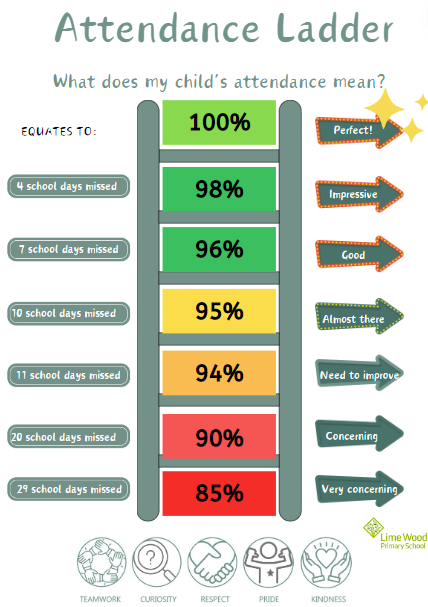 Attendance Ladder
What does my child's attendance mean?
EQUATES TO:
100%
Perfect!
4 school days missed
98%
Impressive
7 school days missed
96%
Good
10 school days missed
95%
Almost there
11 school days missed
94%
Need to improve
20 school days missed
90%
Concerning
29 school days missed
85%
Very concerning
Lime Wood
Primary School
TEAMWORK
CURIOSITY
RESPECT
PRIDE
KINDNESS